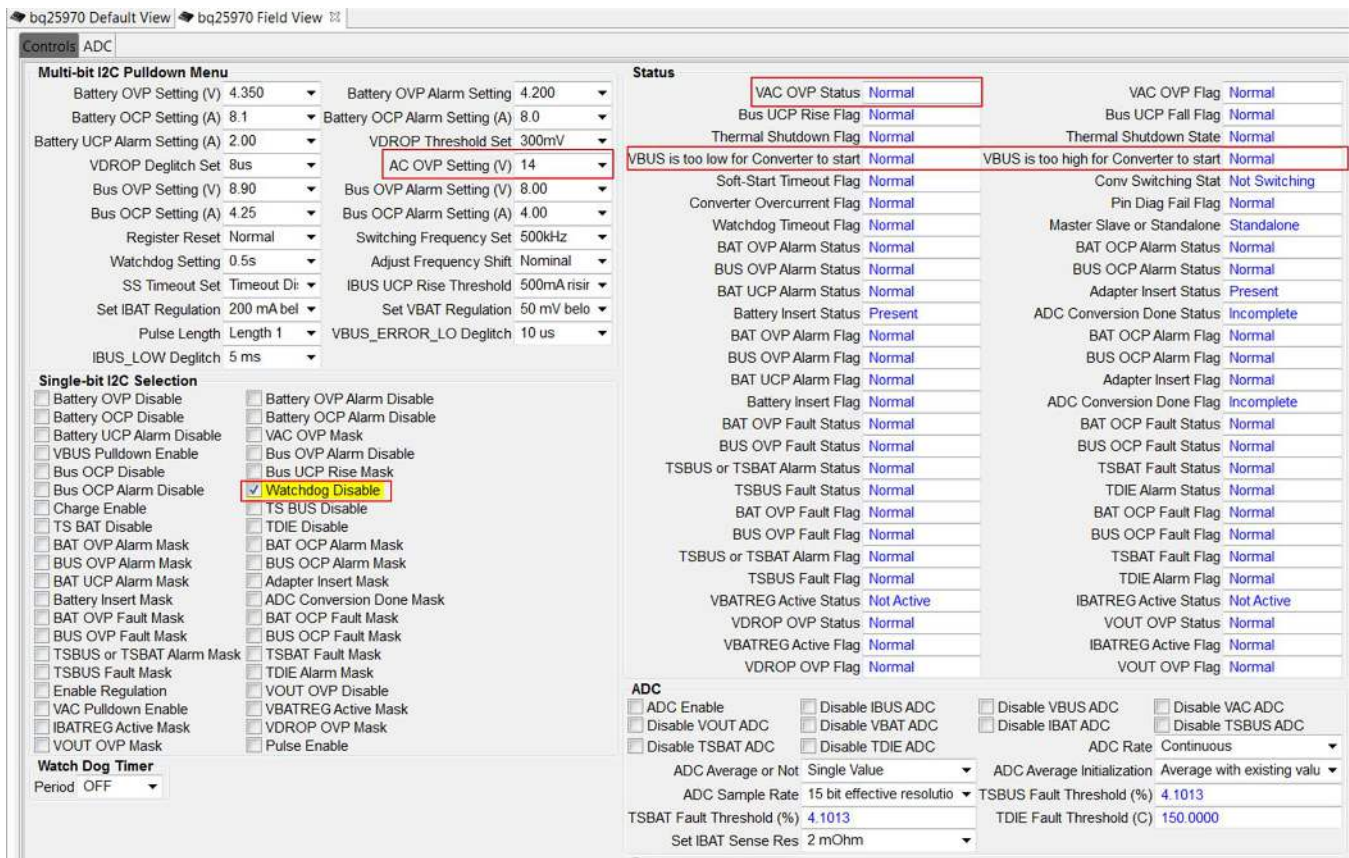 bq25970 Default View bq25970 Field View
Controls ADC
Multi-bit I2C Pulldown Menu
Battery OVP Setting (V) 4.350 Battery OVP Alarm Setting 4.200
Battery OCP Setting (A) 8.1 Battery OCP Alarm Setting (A) 8.0
Battery UCP Alarm Setting (A) 2.00 VDROP Threshold Set 300mV
VDROP Deglitch Set 8us AC OVP Setting (V) 14
Bus OVP Setting (V) 8.90 Bus OVP Alarm Setting (V) 8.00
Bus OCP Setting (A) 4.25 Bus OCP Alarm Setting (A) 4.00
Register Reset Normal Switching Frequency Set 500kHz
Watchdog Setting 0.5s Adjust Frequency Shift Nominal
SS Timeout Set Timeout Di: IBUS UCP Rise Threshold 500mA risir
Set IBAT Regulation 200 mA bel Set VBAT Regulation 50 mV belo
Pulse Length Length 1 VBUS_ERROR_LO Deglitch 10 us
IBUS_LOW Deglitch 5 ms
Single-bit I2C Selection
Battery OVP Disable Battery OVP Alarm Disable
Battery OCP Disable Battery OCP Alarm Disable
Battery UCP Alarm Disable VAC OVP Mask
VBUS Pulldown Enable Bus OVP Alarm Disable
Bus OCP Disable Bus UCP Rise Mask
Bus OCP Alarm Disable Watchdog Disable
Charge Enable TS BUS Disable
TS BAT Disable TDIE Disable
BAT OVP Alarm Mask BAT OCP Alarm Mask
BUS OVP Alarm Mask BUS OCP Alarm Mask
BAT UCP Alarm Mask Adapter Insert Mask
Battery Insert Mask ADC Conversion Done Mask
BAT OVP Fault Mask BAT OCP Fault Mask
BUS OVP Fault Mask BUS OCP Fault Mask
TSBUS or TSBAT Alarm Mask TSBAT Fault Mask
TSBUS Fault Mask TDIE Alarm Mask
Enable Regulation VOUT OVP Disable
VAC Pulldown Enable VBATREG Active Mask
IBATREG Active Mask VDROP OVP Mask
VOUT OVP Mask Pulse Enable
Watch Dog Timer
Period OFF
Status
VAC OVP Status Normal VAC OVP Flag Normal
Bus UCP Rise Flag Normal Bus UCP Fall Flag Normal
Thermal Shutdown Flag Normal Thermal Shutdown State Normal
VBUS is too low for Converter to start Normal VBUS is too high for Converter to start Normal
Soft-Start Timeout Flag Normal Conv Switching Stat Not Switching
Converter Overcurrent Flag Normal Pin Diag Fail Flag Normal
Watchdog Timeout Flag Normal Master Slave or Standalone Standalone
BAT OVP Alarm Status Normal BAT OCP Alarm Status Normal
BUS OVP Alarm Status Normal BUS OCP Alarm Status Normal
BAT UCP Alarm Status Normal Adapter Insert Status Present
Battery Insert Status Present ADC Conversion Done Status Incomplete
BAT OVP Alarm Flag Normal BAT OCP Alarm Flag Normal
BUS OVP Alarm Flag Normal BUS OCP Alarm Flag Normal
BAT UCP Alarm Flag Normal Adapter Insert Flag Normal
Battery Insert Flag Normal ADC Conversion Done Flag Incomplete
BAT OVP Fault Status Normal BAT OCP Fault Status Normal
BUS OVP Fault Status Normal BUS OCP Fault Status Normal
TSBUS or TSBAT Alarm Status Normal TSBAT Fault Status Normal
TSBUS Fault Status Normal TDIE Alarm Status Normal
BAT OVP Fault Flag Normal BAT OCP Fault Flag Normal
BUS OVP Fault Flag Normal BUS OCP Fault Flag Normal
TSBUS or TSBAT Alarm Flag Normal TSBAT Fault Flag Normal
TSBUS Fault Flag Normal TDIE Alarm Flag Normal
VBATREG Active Status Not Active IBATREG Active Status Not Active
VDROP OVP Status Normal VOUT OVP Status Normal
VBATREG Active Flag Normal IBATREG Active Flag Normal
VDROP OVP Flag Normal VOUT OVP Flag Normal
ADC
ADC Enable Disable IBUS ADC Disable VBUS ADC Disable VAC ADC
Disable VOUT ADC Disable VBAT ADC Disable IBAT ADC Disable TSBUS ADC
Disable TSBAT ADC Disable TDIE ADC ADC Rate Continuous
ADC Average or Not Single Value ADC Average Initialization Average with existing valu
ADC Sample Rate 15 bit effective resolutio TSBUS Fault Threshold (%) 4.1013
TSBAT Fault Threshold (%) 4.1013 TDIE Fault Threshold (C) 150.0000
Set IBAT Sense Res 2 mOhm